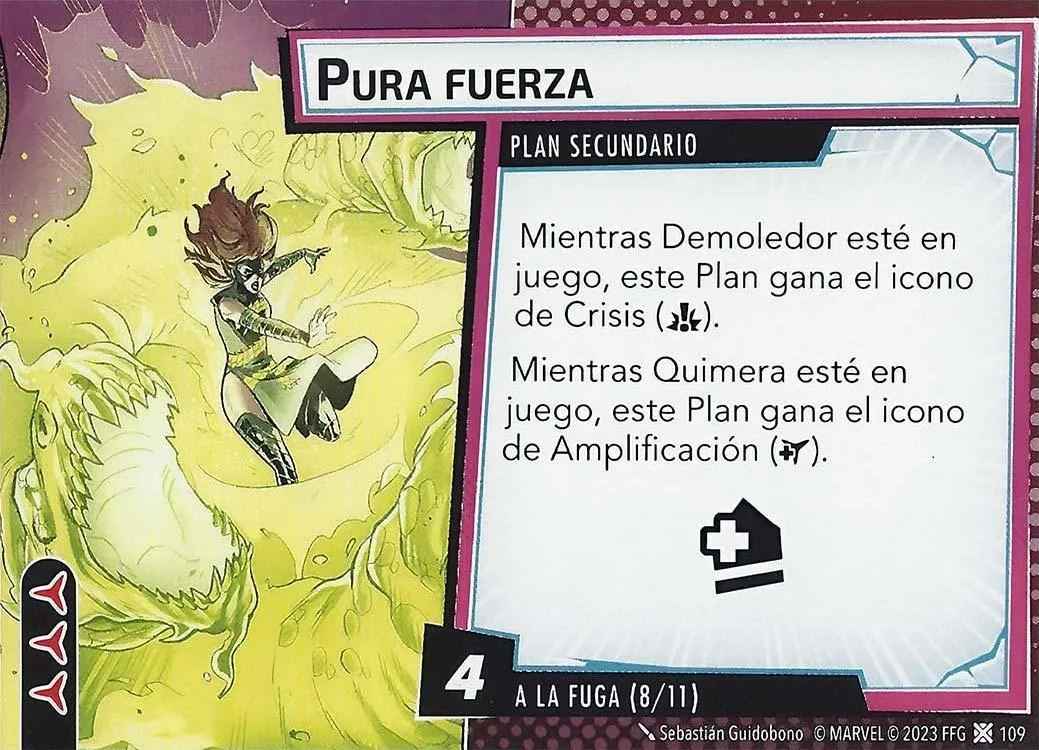 PURA FUERZA
PLAN SECUNDARIO
Mientras Demoledor esté en
juego, este Plan gana el icono
de Crisis ( ).
Mientras Quimera esté en
juego, este Plan gana el icono
de Amplificación ( ).
4
A LA FUGA (8/11)
Sebastián Guidobono © MARVEL © 2023 FFG 109